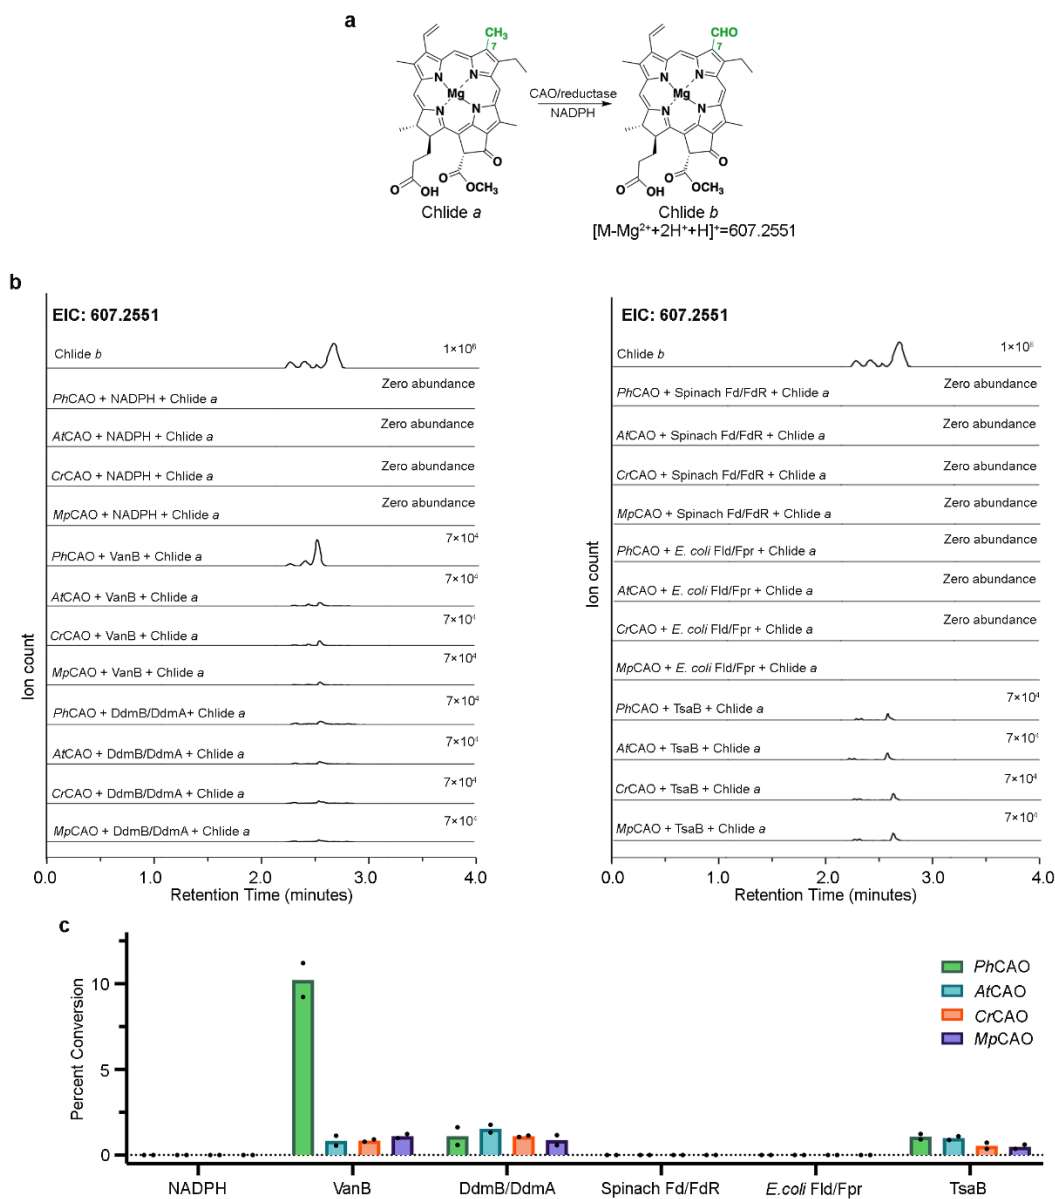 a
CH₃
7
N
N
Mg
N
N
O
O
OH
O
OCH₃
Chlide a
CAO/reductase
NADPH
CHO
7
N
N
Mg
N
N
O
O
OH
O
OCH₃
Chlide b
[M-Mg²⁺+2H⁺+H]⁺=607.2551
b
EIC: 607.2551
Chlide b
1×10⁶
PhCAO + NADPH + Chlide a
Zero abundance
AtCAO + NADPH + Chlide a
Zero abundance
CrCAO + NADPH + Chlide a
Zero abundance
MpCAO + NADPH + Chlide a
Zero abundance
PhCAO + VanB + Chlide a
7×10⁴
AtCAO + VanB + Chlide a
7×10⁴
CrCAO + VanB + Chlide a
7×10⁴
MpCAO + VanB + Chlide a
7×10⁴
PhCAO + DdmB/DdmA+ Chlide a
7×10⁴
AtCAO + DdmB/DdmA + Chlide a
7×10⁴
CrCAO + DdmB/DdmA + Chlide a
7×10⁴
MpCAO + DdmB/DdmA+ Chlide a
7×10⁴
Ion count
0.0 1.0 2.0 3.0 4.0
Retention Time (minutes)
EIC: 607.2551
Chlide b
1×10⁶
PhCAO + Spinach Fd/FdR + Chlide a
Zero abundance
AtCAO + Spinach Fd/FdR + Chlide a
Zero abundance
CrCAO + Spinach Fd/FdR + Chlide a
Zero abundance
MpCAO + Spinach Fd/FdR + Chlide a
Zero abundance
PhCAO + E. coli Fld/Fpr + Chlide a
Zero abundance
AtCAO + E. coli Fld/Fpr + Chlide a
Zero abundance
CrCAO + E. coli Fld/Fpr + Chlide a
Zero abundance
MpCAO + E. coli Fld/Fpr + Chlide a
PhCAO + TsaB + Chlide a
7×10⁴
AtCAO + TsaB + Chlide a
7×10⁴
CrCAO + TsaB + Chlide a
7×10⁴
MpCAO + TsaB + Chlide a
7×10⁴
Ion count
0.0 1.0 2.0 3.0 4.0
Retention Time (minutes)
c
Percent Conversion
10
5
0
NADPH
VanB
DdmB/DdmA
Spinach Fd/FdR
E.coli Fld/Fpr
TsaB
PhCAO
AtCAO
CrCAO
MpCAO